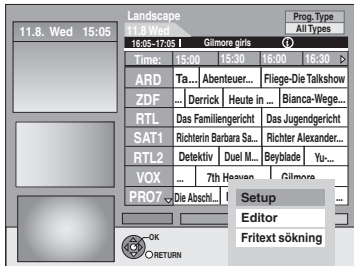 Landscape
Prog.Type
11.8. Wed 15:05
11.8 Wed
All Types
16:05-17:05 Gilmore girls
Time: 15:00 15:30 16:00 16:30
ARD Ta... Abenteuer... Fliege-Die Talkshow
ZDF ... Derrick Heute in ... Bianca-Wege...
RTL Das Familiengericht Das Jugendgericht
SAT1 Richterin Barbara Sa... Richter Alexander...
RTL2 Detektiv Duel M... Beyblade Yu-...
VOX ... 7th Heaven Gilmore
PRO7 Die Abschl...
Setup
Editor
Fritext sökning
OK
RETURN